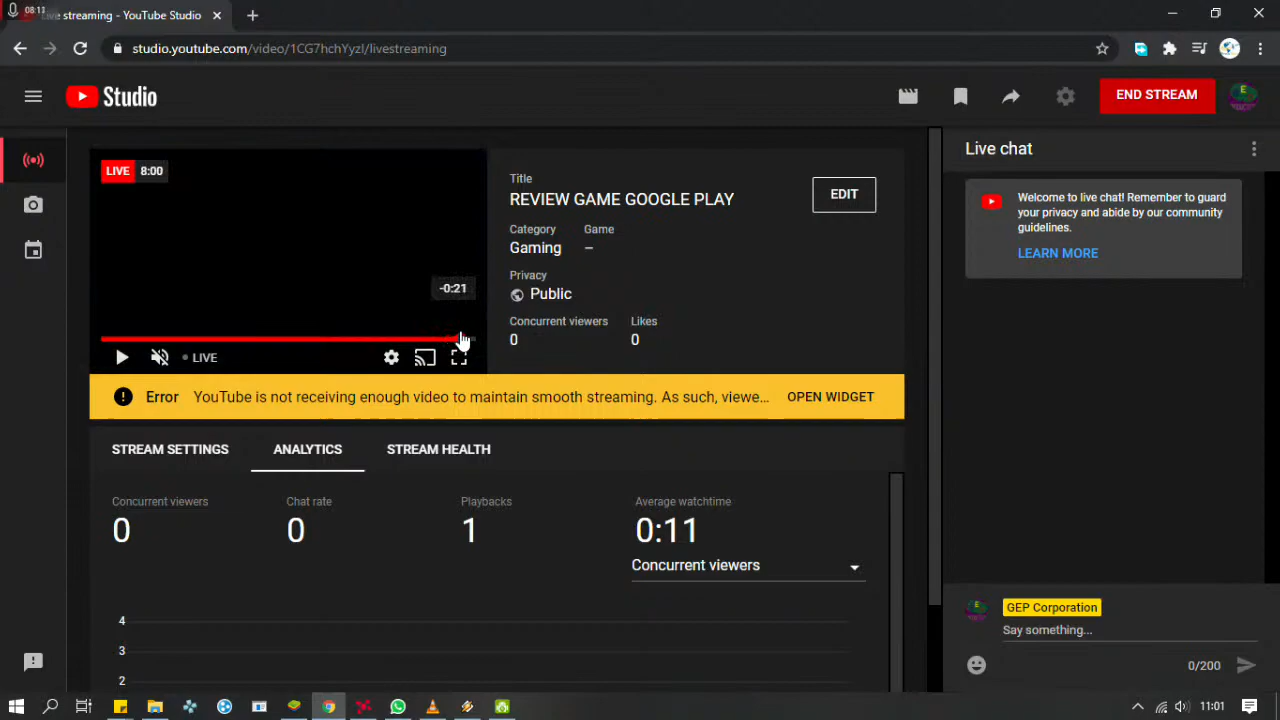 08:11
Live streaming - YouTube Studio
studio.youtube.com/video/1CG7hchYyzI/livestreaming
Studio
END STREAM
E
LIVE 8:00
-0:21
LIVE
Title
REVIEW GAME GOOGLE PLAY
EDIT
Category Game
Gaming –
Privacy
Public
Concurrent viewers Likes
0 0
Live chat
Welcome to live chat! Remember to guard
your privacy and abide by our community
guidelines.
LEARN MORE
Error YouTube is not receiving enough video to maintain smooth streaming. As such, viewe... OPEN WIDGET
STREAM SETTINGS ANALYTICS STREAM HEALTH
Concurrent viewers Chat rate Playbacks Average watchtime
0 0 1 0:11
Concurrent viewers
4
3
2
E GEP Corporation
Say something...
0/200
11:01